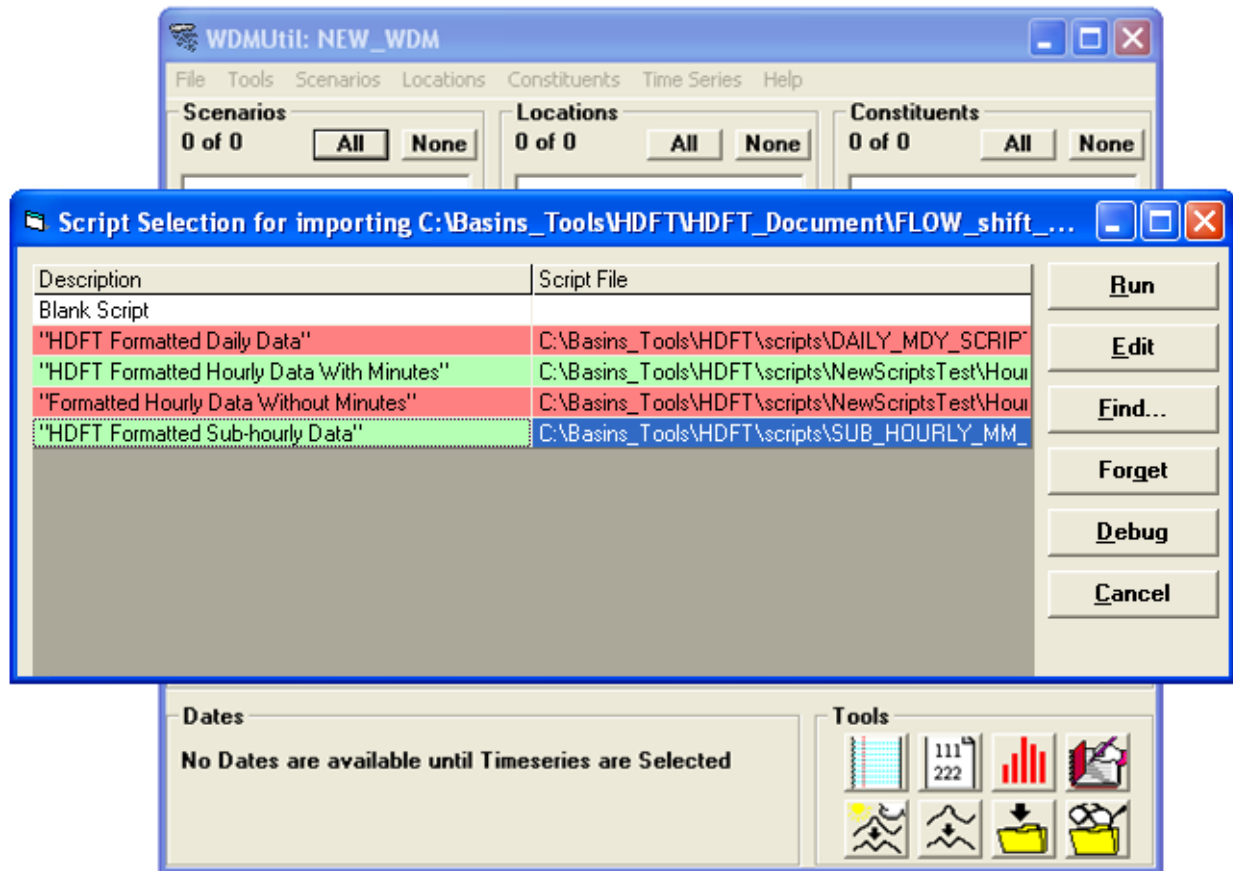 WDMUtil: NEW_WDM
File Tools Scenarios Locations Constituents Time Series Help
Scenarios Locations Constituents
0 of 0 All None 0 of 0 All None 0 of 0 All None
Script Selection for importing C:\Basins_Tools\HDFT\HDFT_Document\FLOW_shift_...
Description Script File Run
Blank Script
"HDFT Formatted Daily Data" C:\Basins_Tools\HDFT\scripts\DAILY_MDY_SCRIPT Edit
"HDFT Formatted Hourly Data With Minutes" C:\Basins_Tools\HDFT\scripts\NewScriptsTest\Hour
"Formatted Hourly Data Without Minutes" C:\Basins_Tools\HDFT\scripts\NewScriptsTest\Hour Find...
"HDFT Formatted Sub-hourly Data" C:\Basins_Tools\HDFT\scripts\SUB_HOURLY_MM_
Forget
Debug
Cancel
Dates Tools
No Dates are available until Timeseries are Selected
111
222